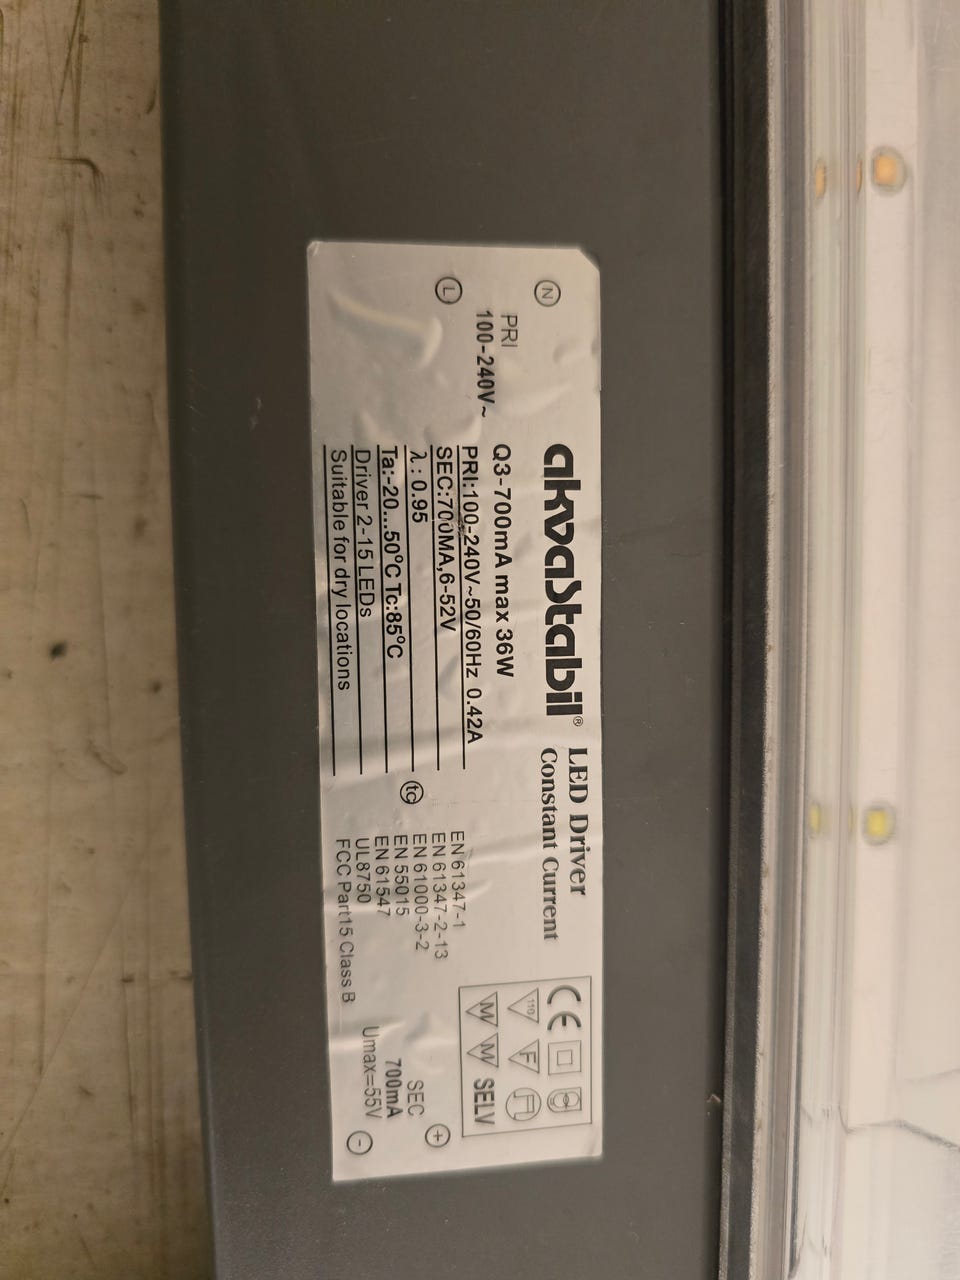 akvaStabil® LED Driver
Constant Current
N
PRI
100-240V~
L
Q3-700mA max 36W
PRI:100-240V~50/60Hz 0.42A
SEC:700MA,6-52V
λ : 0.95
Ta:-20...50°C Tc:85°C
tc
Driver 2-15 LEDs
Suitable for dry locations
EN 61347-1
EN 61347-2-13
EN 61000-3-2
EN 55015
EN 61547
UL8750
FCC Part15 Class B
CE
110
F
M M SELV
SEC
700mA
Umax=55V
+
-